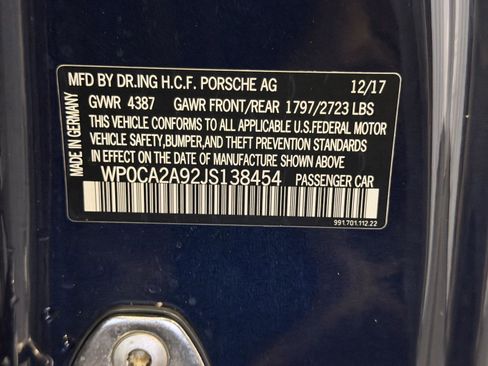 MFD BY DR.ING H.C.F. PORSCHE AG 12/17
GVWR 4387 GAWR FRONT/REAR 1797/2723 LBS
THIS VEHICLE CONFORMS TO ALL APPLICABLE U.S.FEDERAL MOTOR
VEHICLE SAFETY,BUMPER,AND THEFT PREVENTION STANDARDS
IN EFFECT ON THE DATE OF MANUFACTURE SHOWN ABOVE
WP0CA2A92JS138454 PASSENGER CAR
991.701.112.22
MADE IN GERMANY